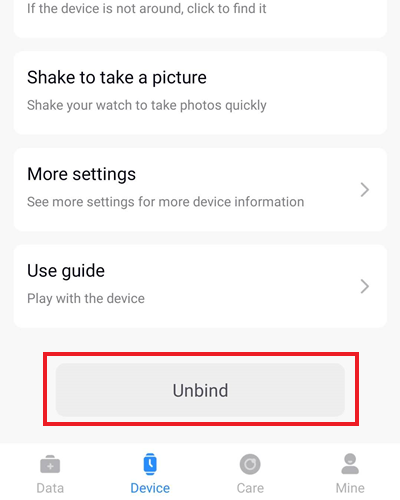 If the device is not around, click to find it
Shake to take a picture
Shake your watch to take photos quickly
More settings
See more settings for more device information
Use guide
Play with the device
Unbind
Data
Device
Care
Mine